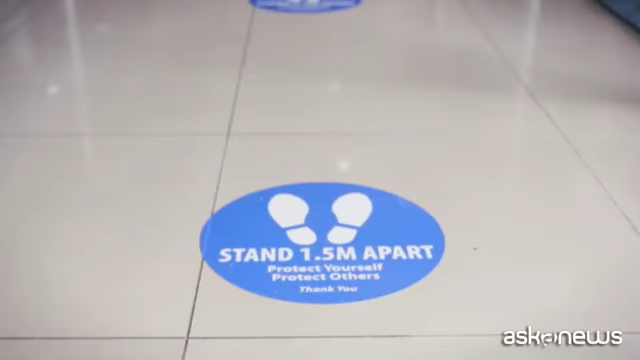 STAND 1.5M APART
Protect Yourself
Protect Others
Thank You
askanews